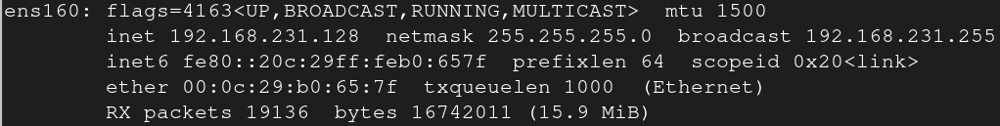 ens160: flags=4163<UP,BROADCAST,RUNNING,MULTICAST>  mtu 1500
        inet 192.168.231.128  netmask 255.255.255.0  broadcast 192.168.231.255
        inet6 fe80::20c:29ff:feb0:657f  prefixlen 64  scopeid 0x20<link>
        ether 00:0c:29:b0:65:7f  txqueuelen 1000  (Ethernet)
        RX packets 19136  bytes 16742011 (15.9 MiB)